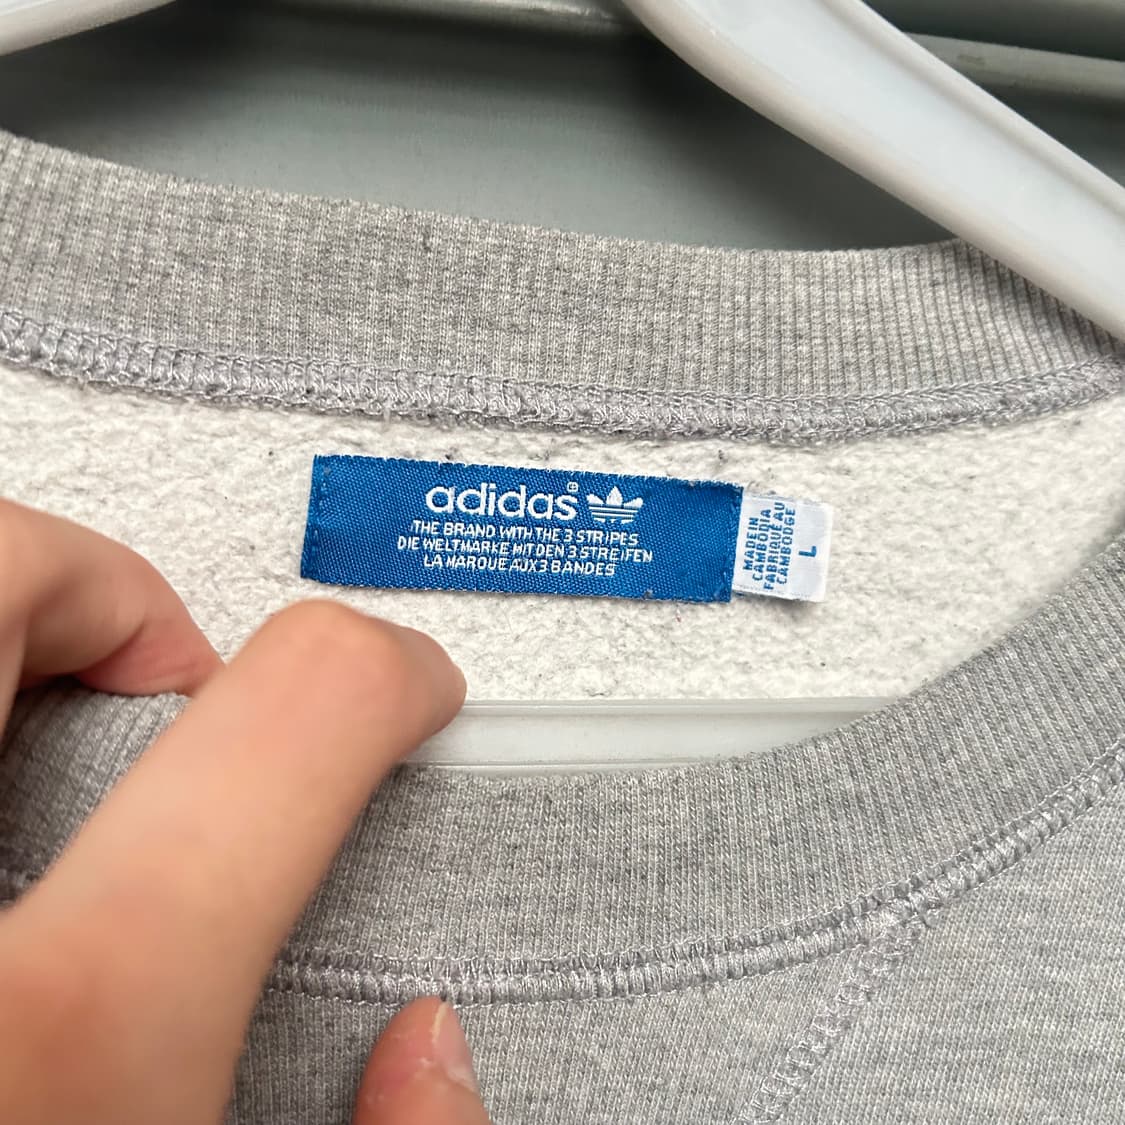 adidas
THE BRAND WITH THE 3 STRIPES
DIE WELTMARKE MIT DEN 3 STREIFEN
LA MARQUE AUX 3 BANDES
MADE IN
CAMBODIA
FABRIQUÉ AU
CAMBODGE
L